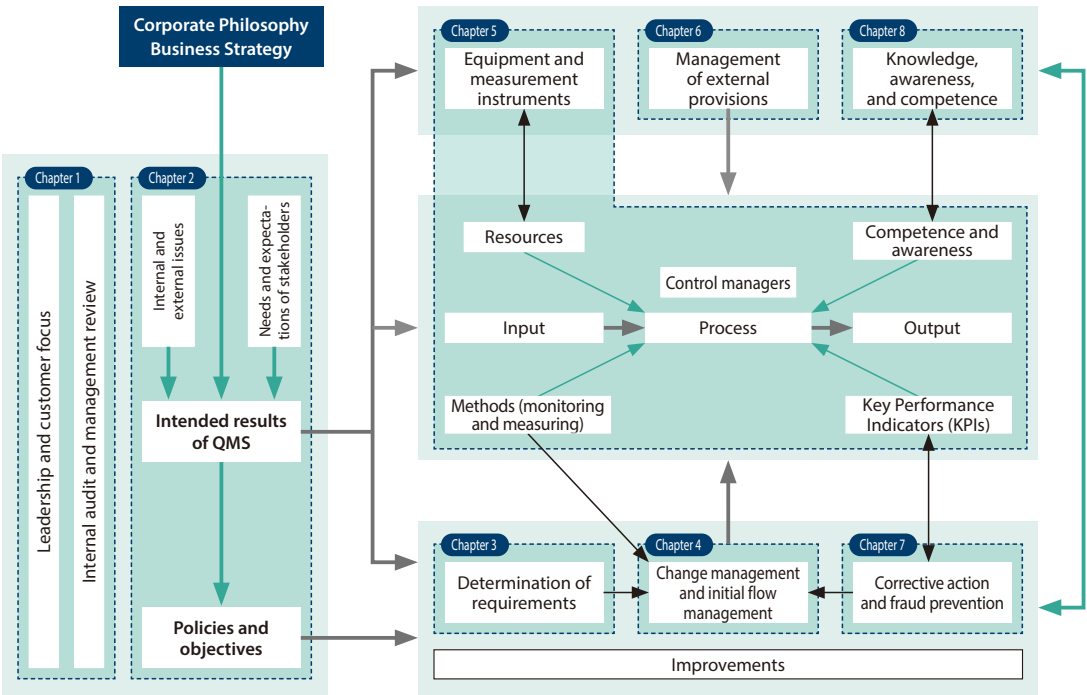 Corporate Philosophy
Business Strategy
Chapter 1
Leadership and customer focus
Internal audit and management review
Chapter 2
Internal and
external issues
Needs and expecta-
tions of stakeholders
Intended results
of QMS
Policies and
objectives
Chapter 5
Equipment and
measurement
instruments
Chapter 6
Management
of external
provisions
Chapter 8
Knowledge,
awareness,
and competence
Resources
Competence and
awareness
Control managers
Input
Process
Output
Methods (monitoring
and measuring)
Key Performance
Indicators (KPIs)
Chapter 3
Determination of
requirements
Chapter 4
Change management
and initial flow
management
Chapter 7
Corrective action
and fraud prevention
Improvements